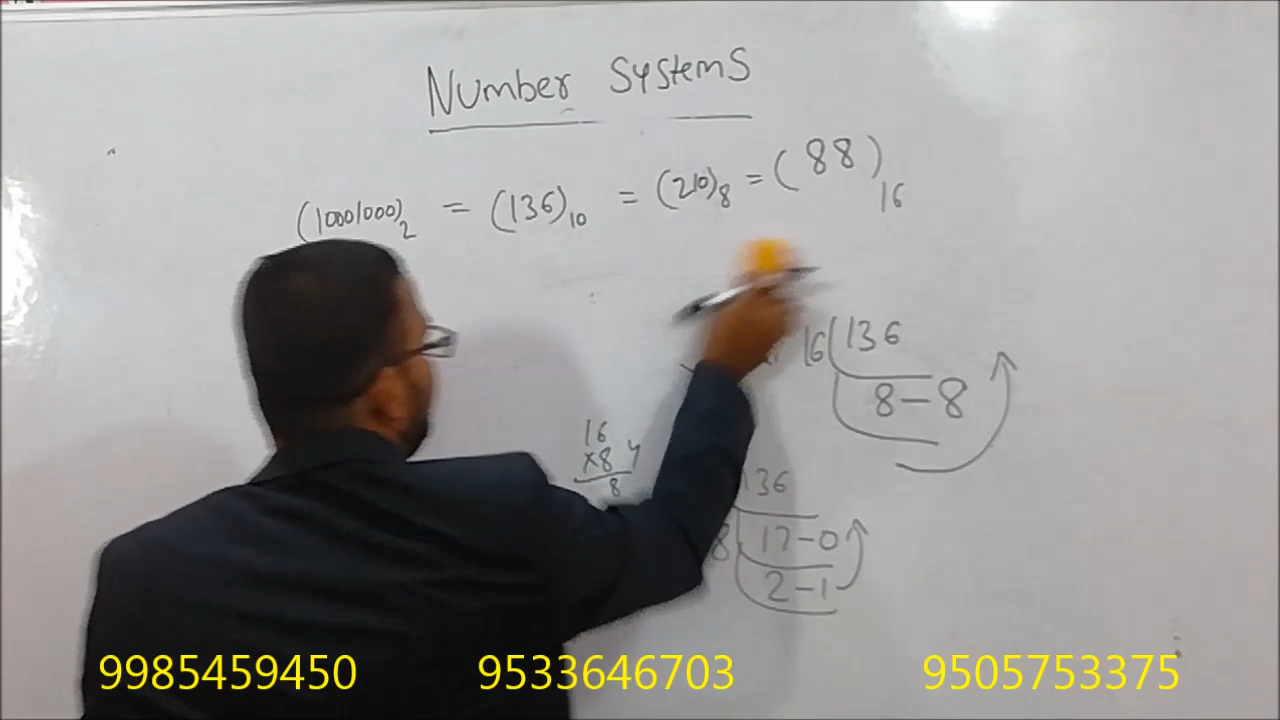 Number Systems
(10001000)2 = (136)10 = (210)8 = (88)16
16 136
8-8
16
×8 4
8
136
8 17-0
2-1
9985459450 9533646703 9505753375